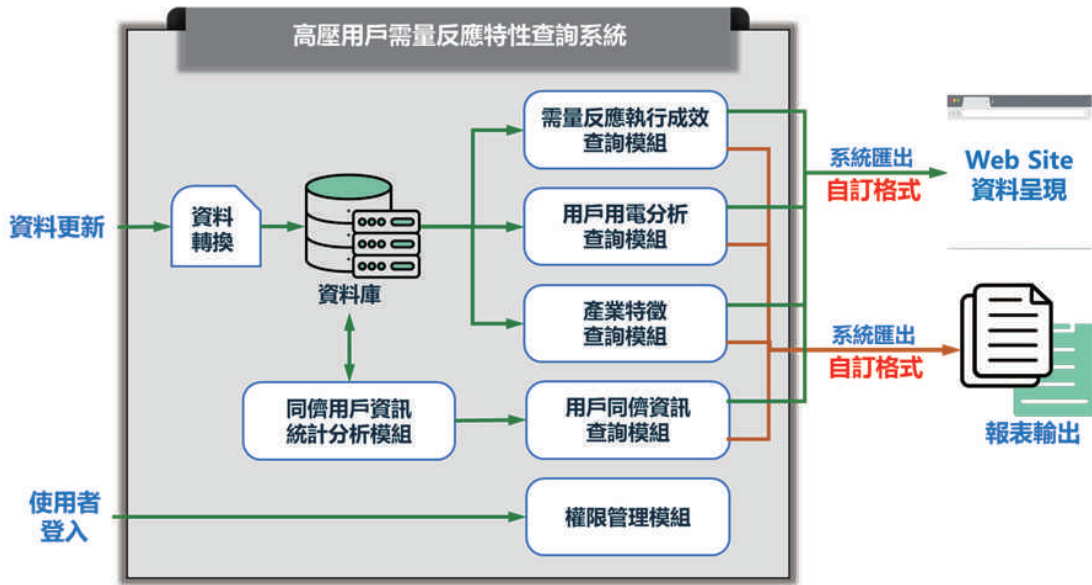 高壓用戶需量反應特性查詢系統
需量反應執行成效
查詢模組
系統匯出
自訂格式
Web Site
資料呈現
資料更新
資料
轉換
資料庫
用戶用電分析
查詢模組
產業特徵
查詢模組
系統匯出
自訂格式
報表輸出
同儕用戶資訊
統計分析模組
用戶同儕資訊
查詢模組
使用者
登入
權限管理模組